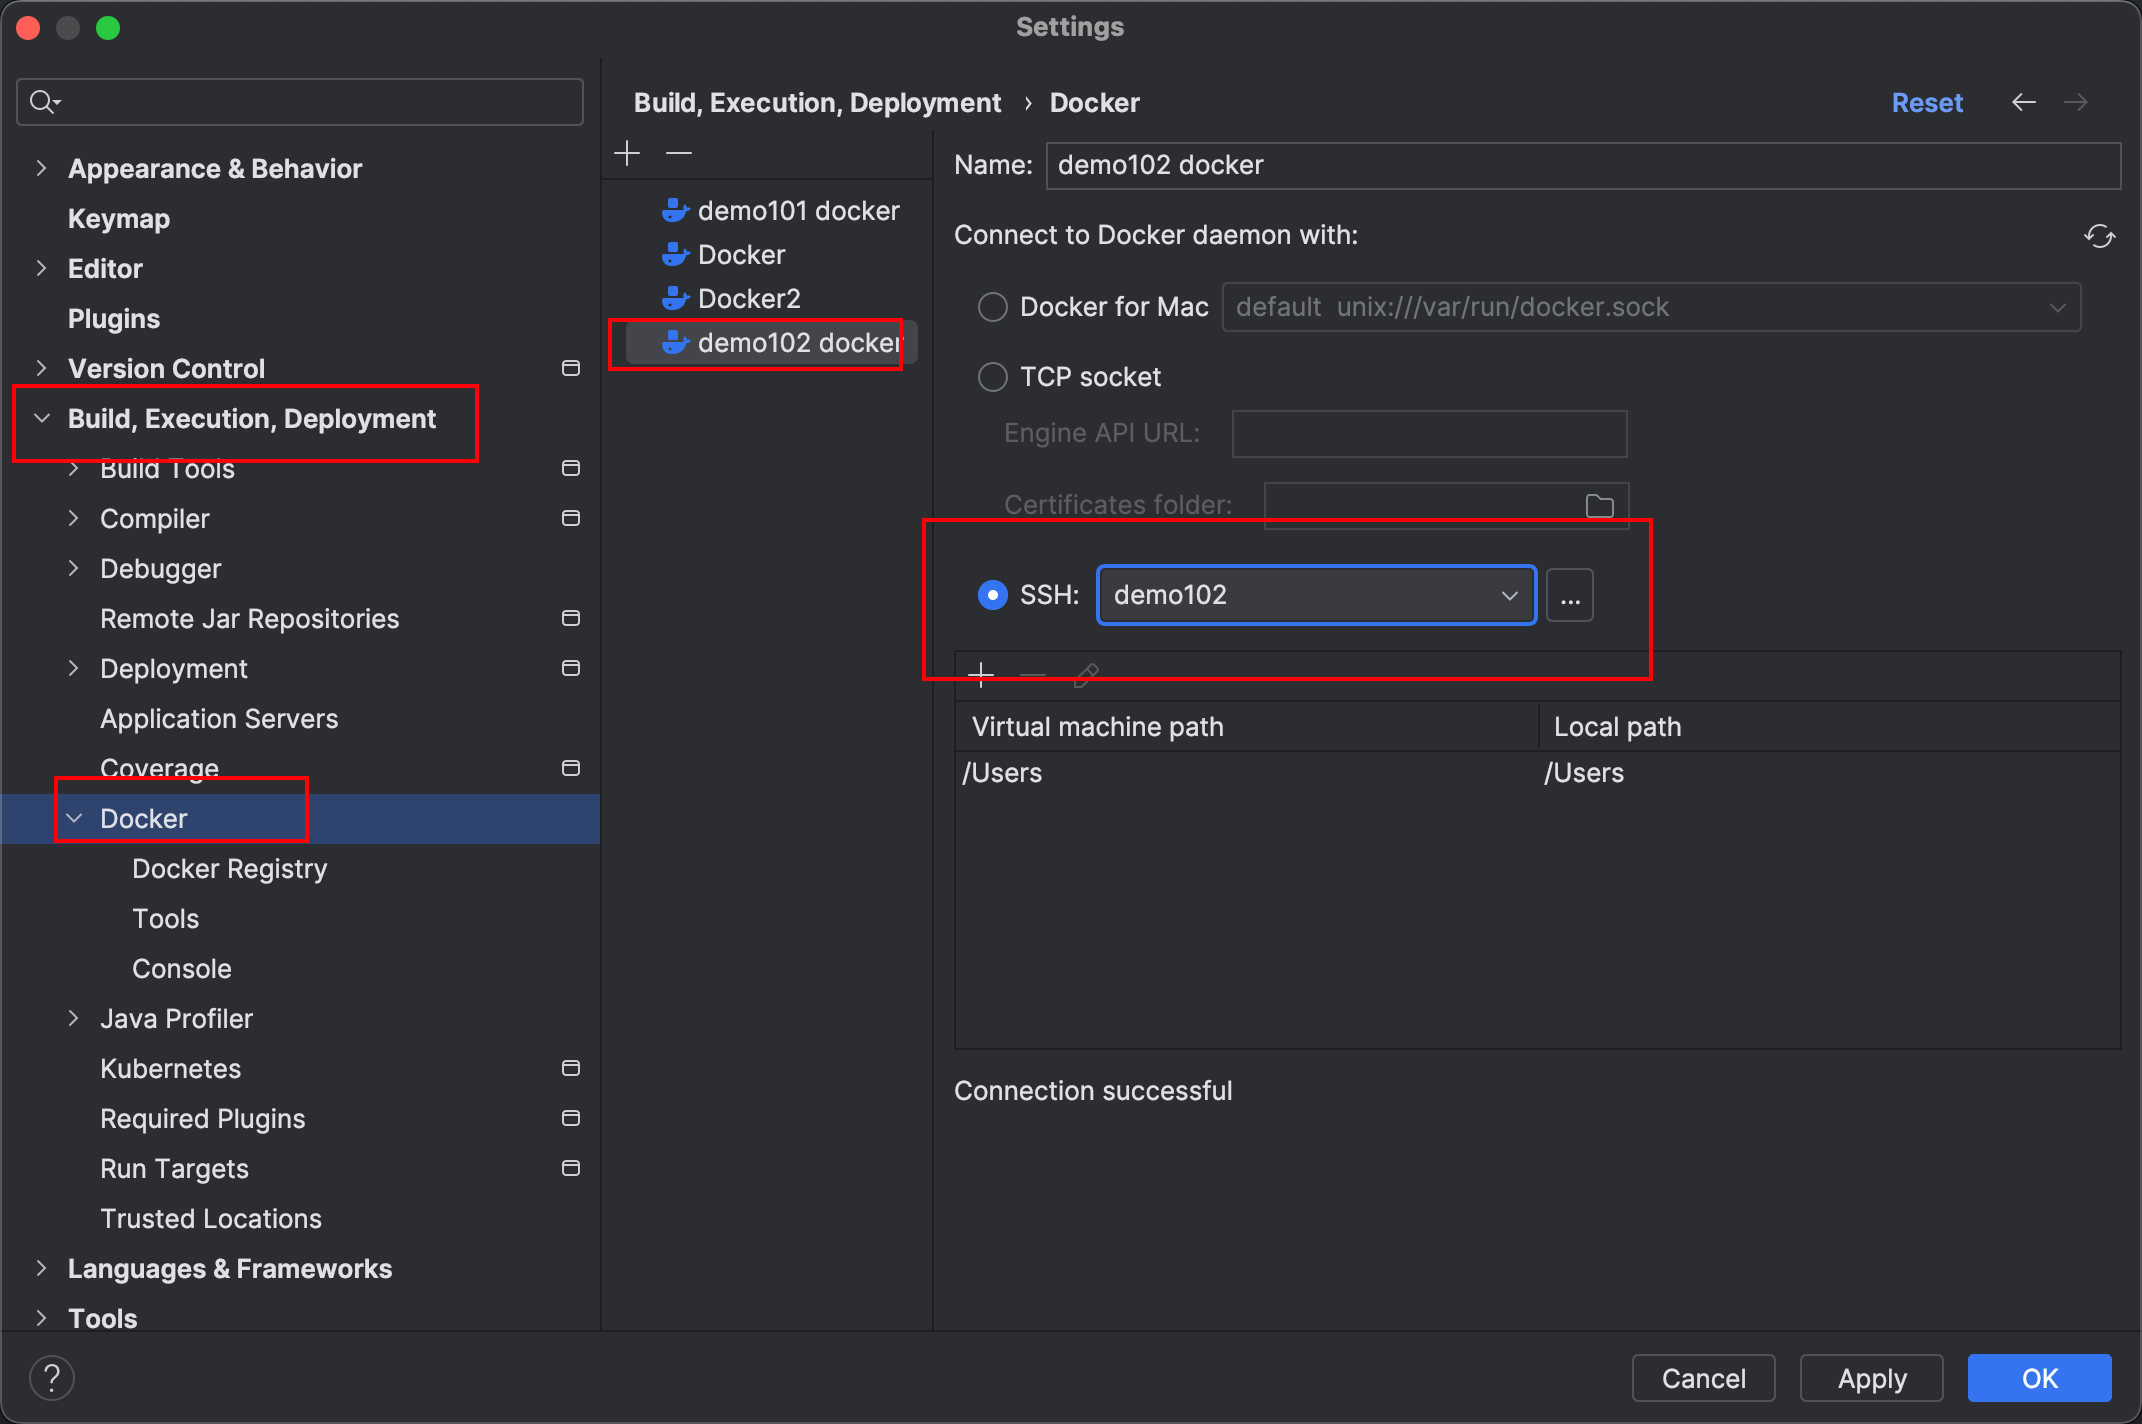 Settings
Appearance & Behavior
Keymap
Editor
Plugins
Version Control
Build, Execution, Deployment
Build Tools
Compiler
Debugger
Remote Jar Repositories
Deployment
Application Servers
Coverage
Docker
Docker Registry
Tools
Console
Java Profiler
Kubernetes
Required Plugins
Run Targets
Trusted Locations
Languages & Frameworks
Tools
?
Build, Execution, Deployment › Docker
Reset
demo101 docker
Docker
Docker2
demo102 docker
Name: demo102 docker
Connect to Docker daemon with:
Docker for Mac default unix:///var/run/docker.sock
TCP socket
Engine API URL:
Certificates folder:
SSH: demo102 ...
Virtual machine path Local path
/Users /Users
Connection successful
Cancel Apply OK